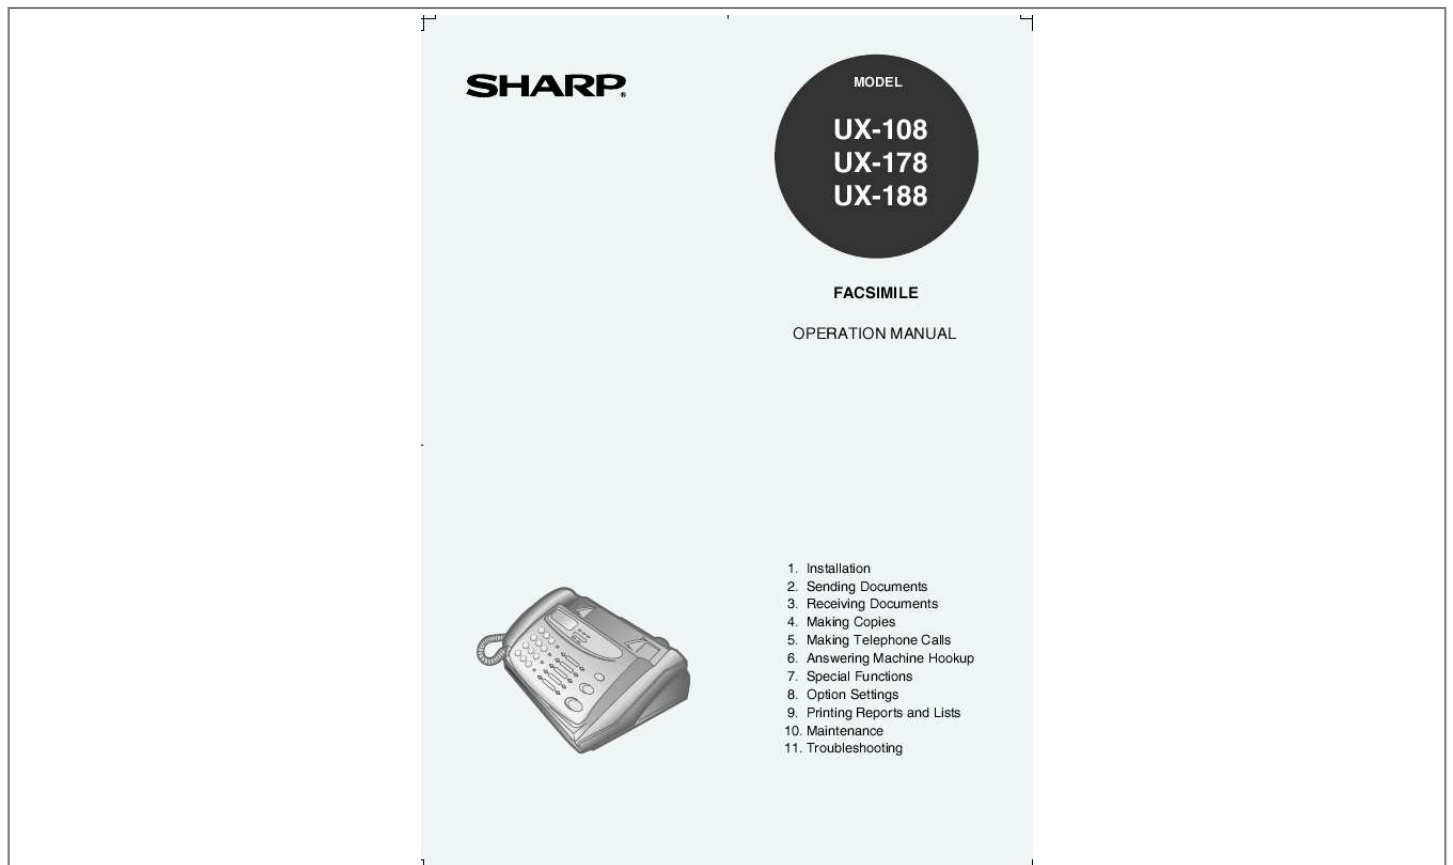 SHARP®
MODEL
UX-108
UX-178
UX-188
FACSIMILE
OPERATION MANUAL
1. Installation
2. Sending Documents
3. Receiving Documents
4. Making Copies
5. Making Telephone Calls
6. Answering Machine Hookup
7. Special Functions
8. Option Settings
9. Printing Reports and Lists
10. Maintenance
11. Troubleshooting